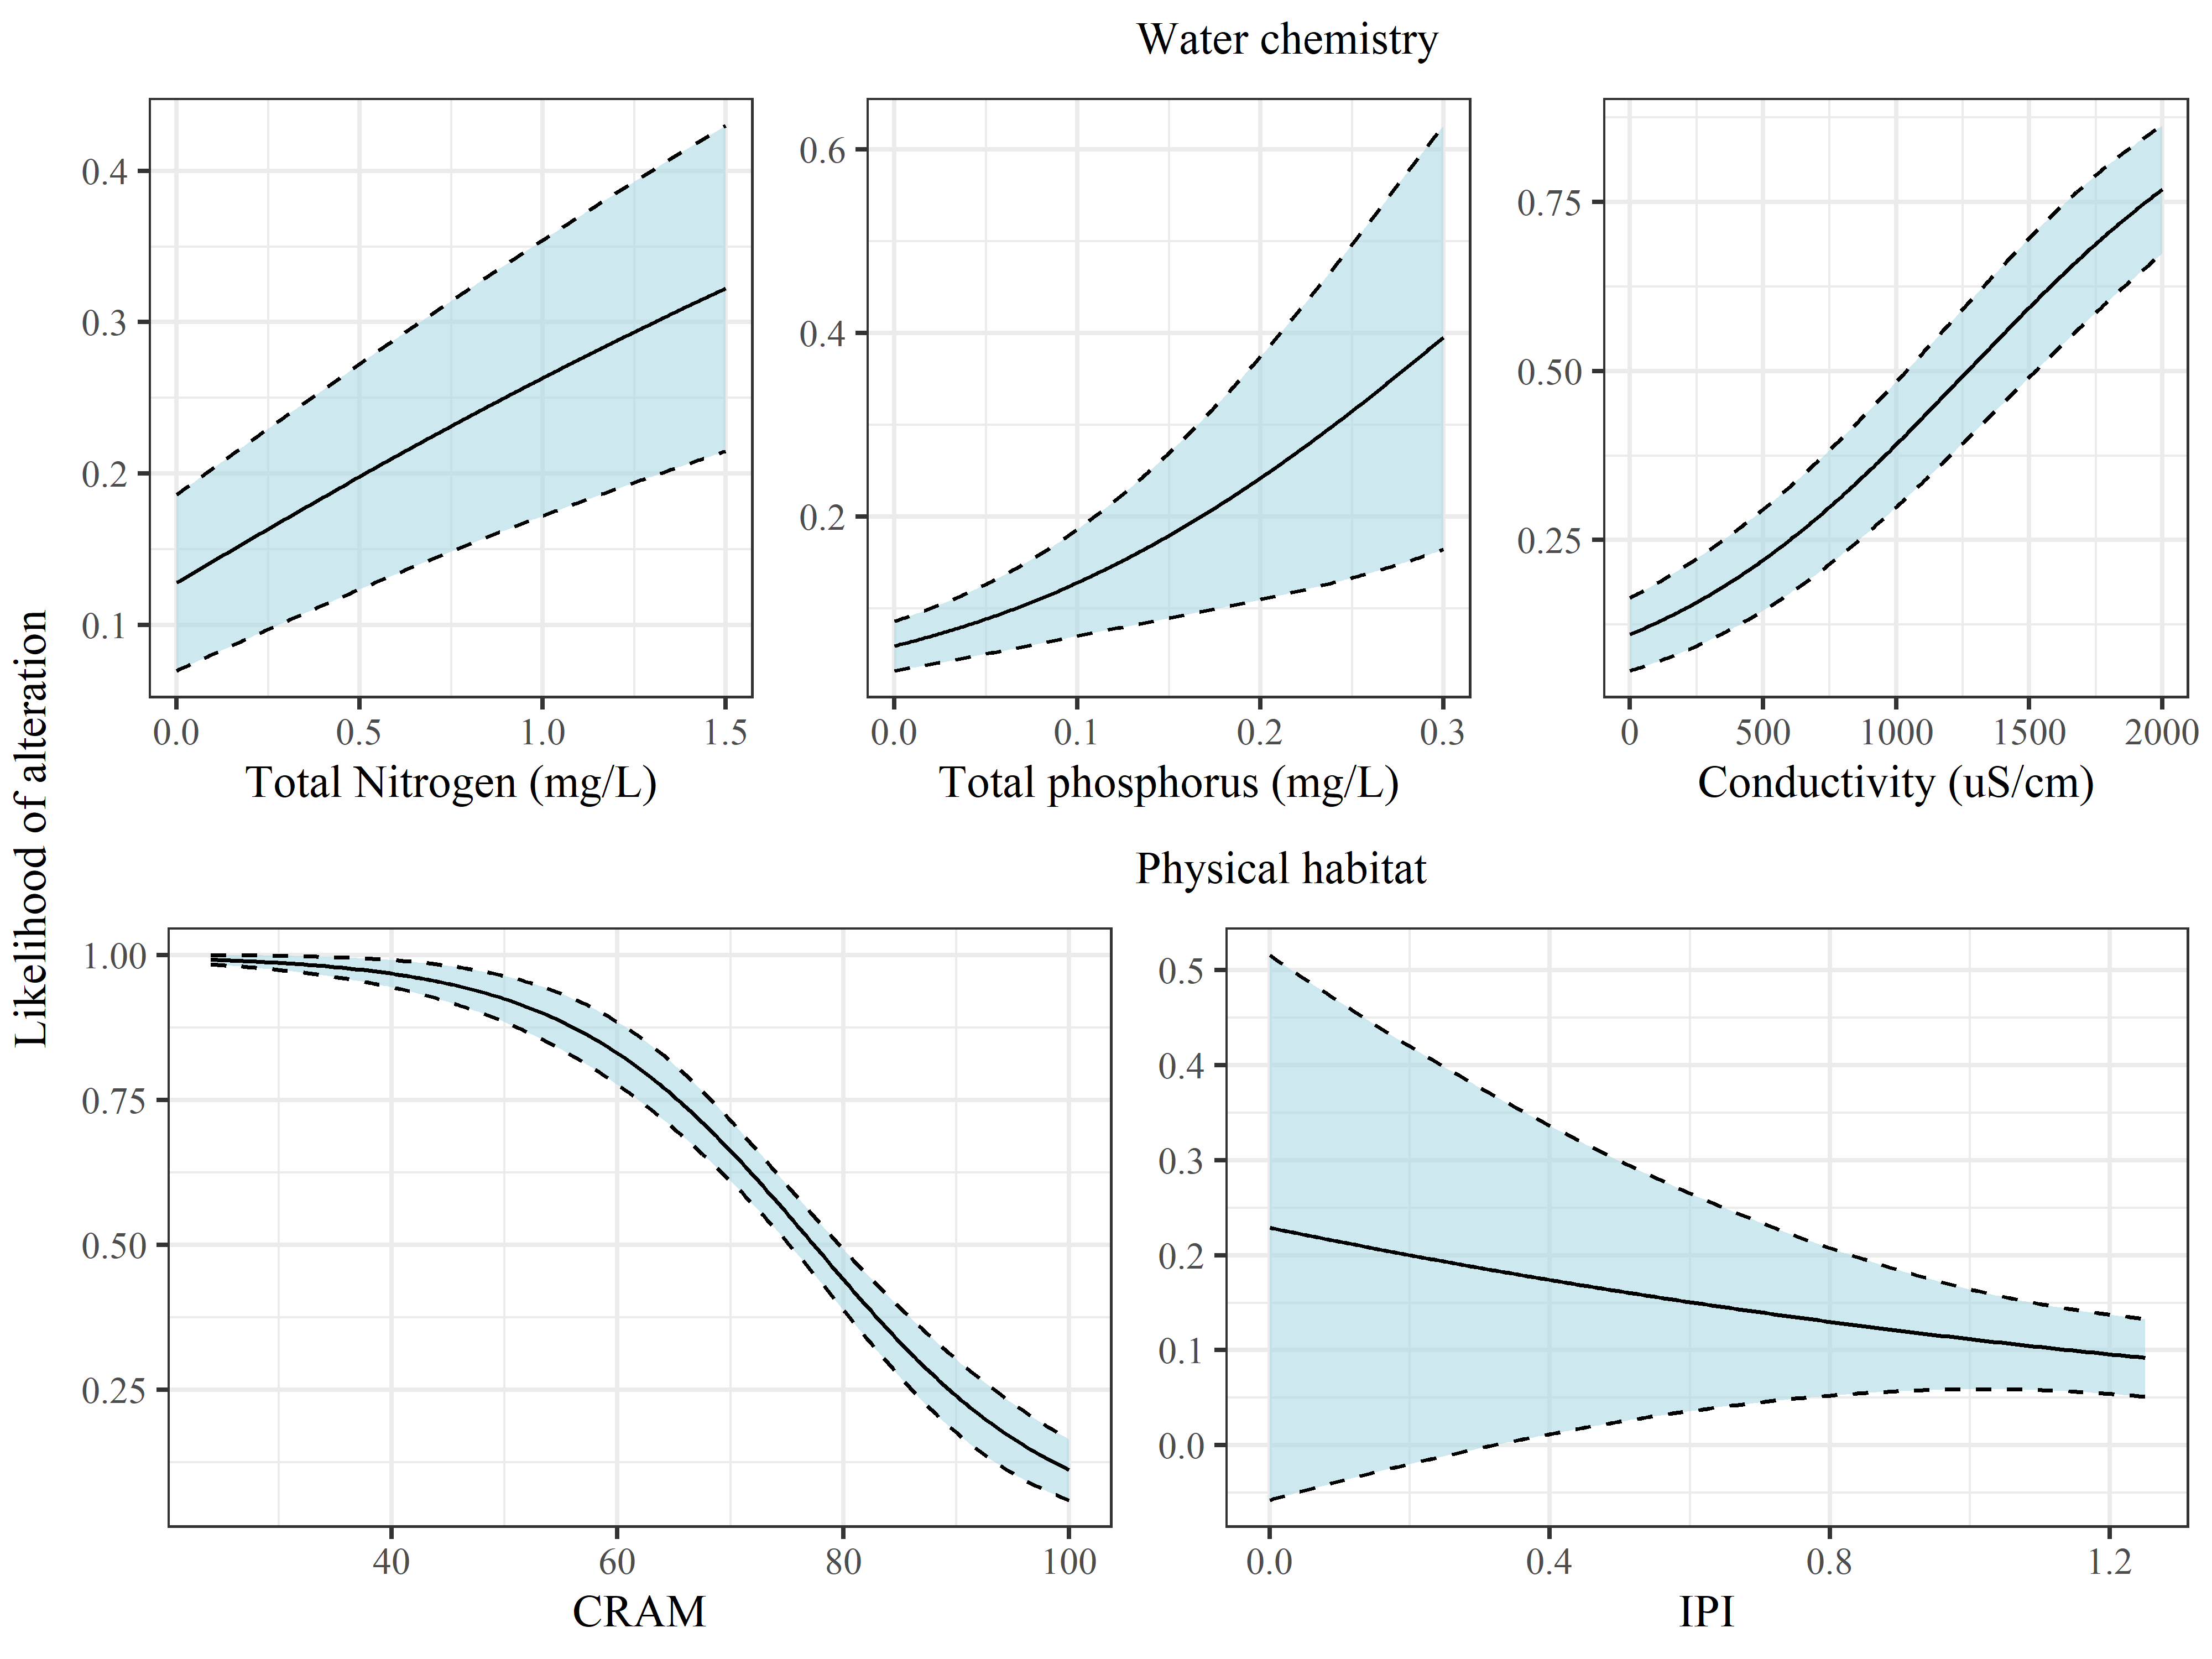 Water chemistry
0.4
0.3
0.2
0.1
0.0 0.5 1.0 1.5
Total Nitrogen (mg/L)
0.6
0.4
0.2
0.0 0.1 0.2 0.3
Total phosphorus (mg/L)
0.75
0.50
0.25
0 500 1000 1500 2000
Conductivity (uS/cm)
Likelihood of alteration
Physical habitat
1.00
0.75
0.50
0.25
40 60 80 100
CRAM
0.5
0.4
0.3
0.2
0.1
0.0
0.0 0.4 0.8 1.2
IPI